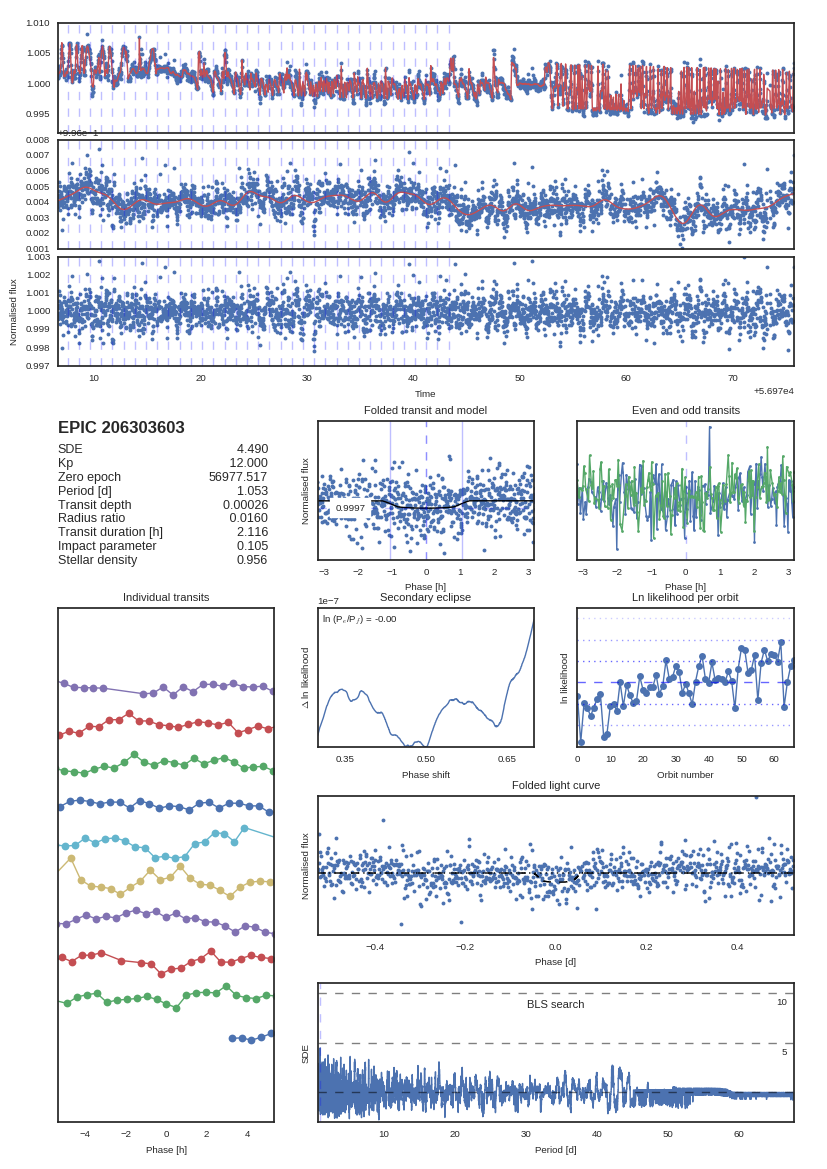 1.010
1.005
1.000
0.995
0.008
0.007
0.006
0.005
0.004
0.003
0.002
0.001
+9.96e−1
1.003
1.002
1.001
1.000
0.999
0.998
0.997
Normalised flux
10 20 30 40 50 60 70
Time
+5.697e4
EPIC 206303603
SDE 4.490
Kp 12.000
Zero epoch 56977.517
Period [d] 1.053
Transit depth 0.00026
Radius ratio 0.0160
Transit duration [h] 2.116
Impact parameter 0.105
Stellar density 0.956
Folded transit and model
Normalised flux
0.9997
−3 −2 −1 0 1 2 3
Phase [h]
Even and odd transits
−3 −2 −1 0 1 2 3
Phase [h]
Individual transits
−4 −2 0 2 4
Phase [h]
Secondary eclipse
1e−7
ln (Pₑ/P_f) = -0.00
Δ ln likelihood
0.35 0.50 0.65
Phase shift
Ln likelihood per orbit
ln likelihood
0 10 20 30 40 50 60
Orbit number
Folded light curve
Normalised flux
−0.4 −0.2 0.0 0.2 0.4
Phase [d]
BLS search
10
5
SDE
10 20 30 40 50 60
Period [d]